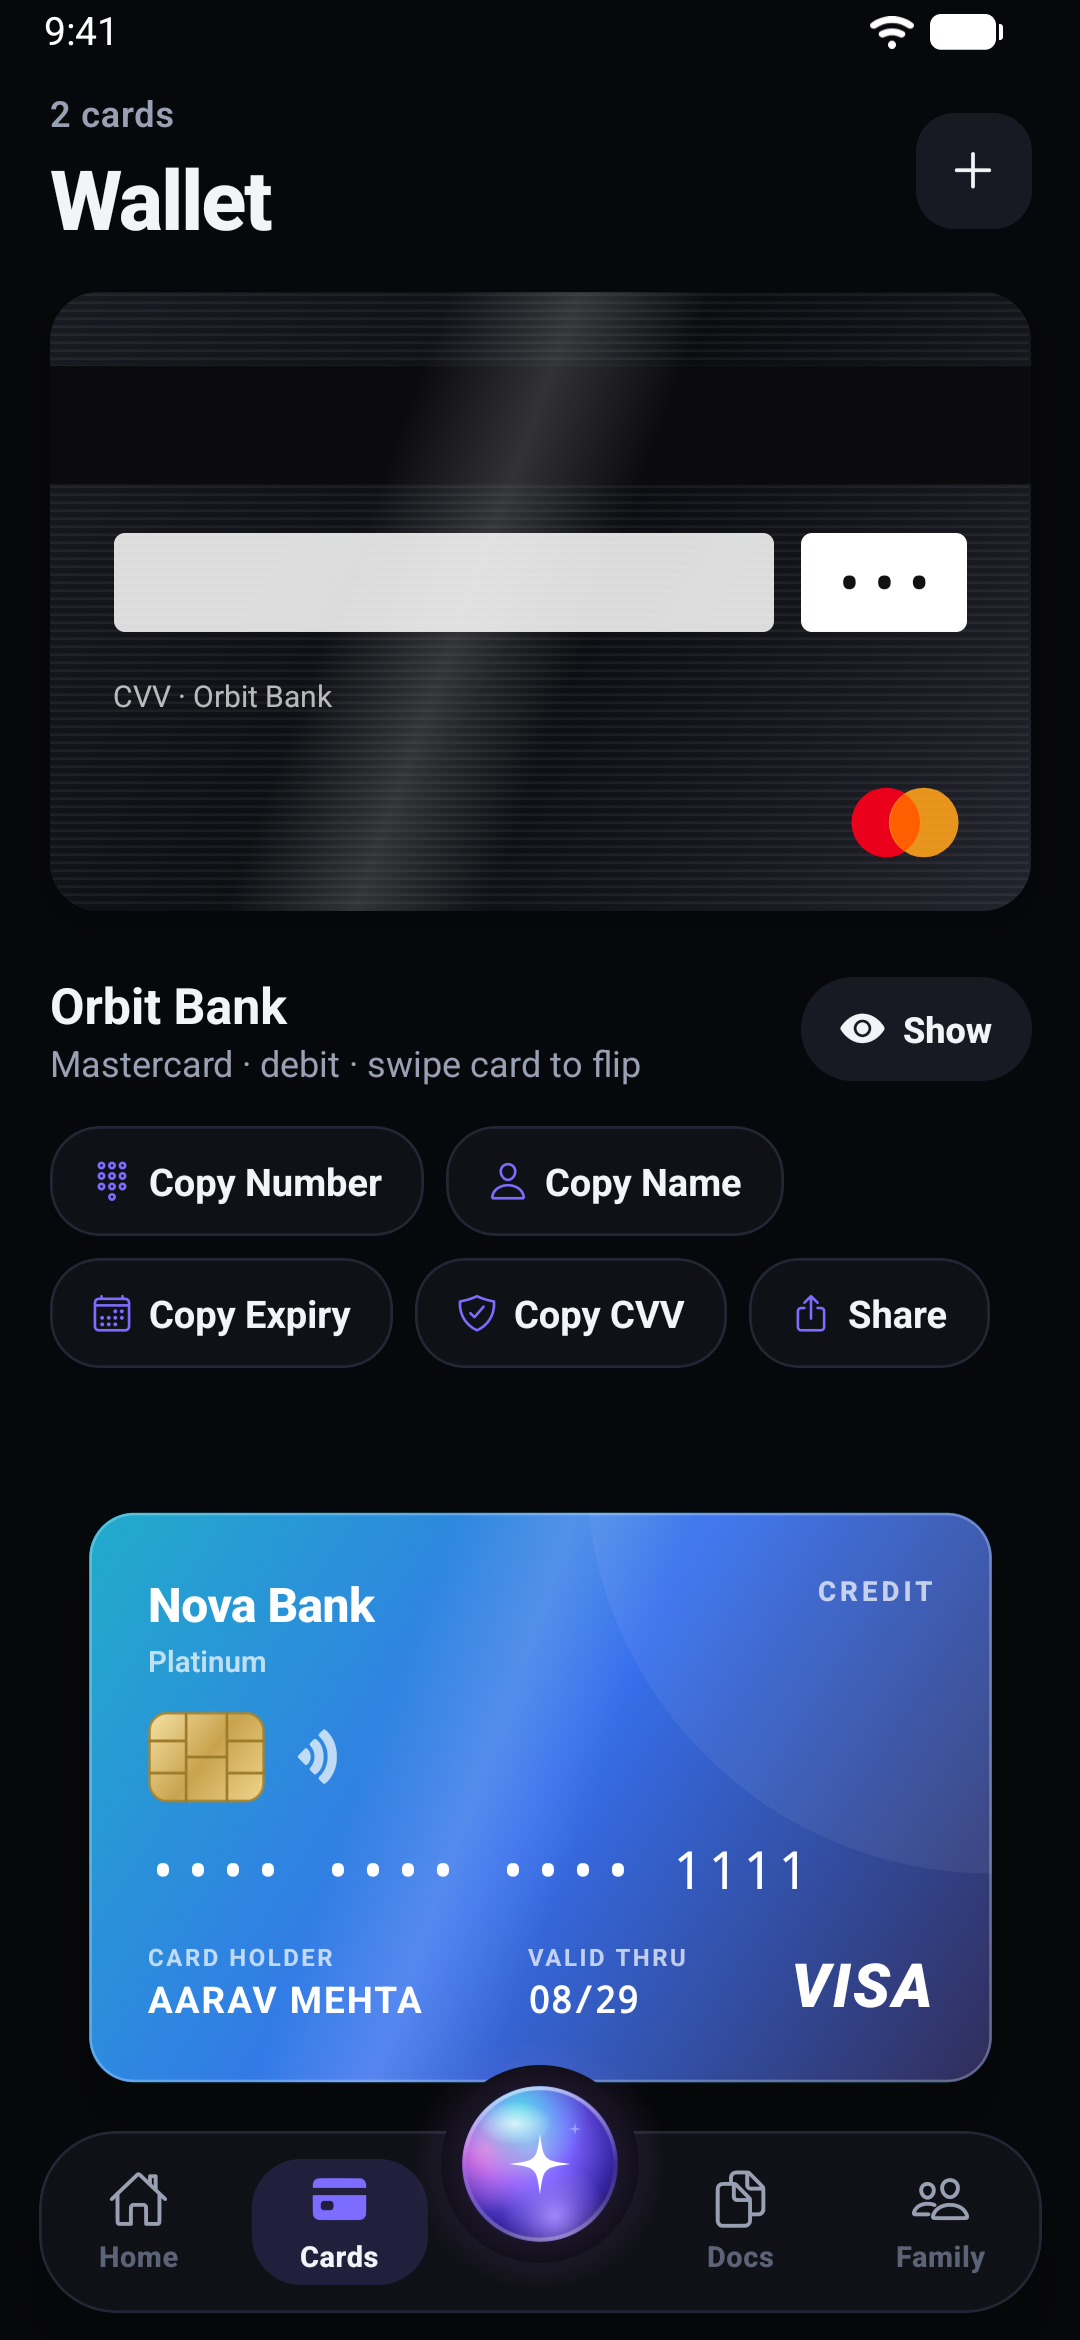 9:41
2 cards
Wallet
•••
CVV · Orbit Bank
Orbit Bank
Mastercard · debit · swipe card to flip
Show
Copy Number
Copy Name
Copy Expiry
Copy CVV
Share
Nova Bank
CREDIT
Platinum
•••• •••• •••• 1111
CARD HOLDER
VALID THRU
AARAV MEHTA
08/29
VISA
Home
Cards
Docs
Family